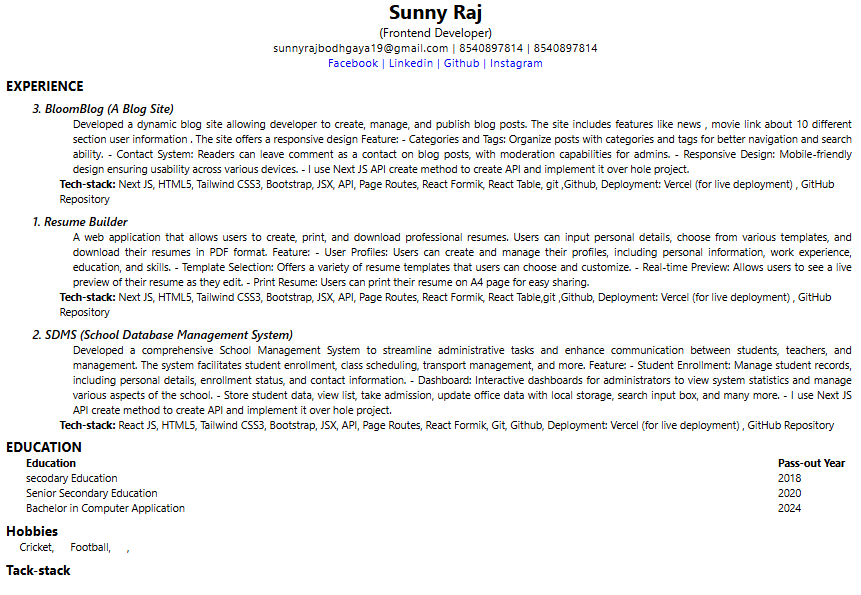 Sunny Raj
(Frontend Developer)
sunnyrajbodhgaya19@gmail.com | 8540897814 | 8540897814
Facebook | Linkedin | Github | Instagram
EXPERIENCE
3. BloomBlog (A Blog Site)
Developed a dynamic blog site allowing developer to create, manage, and publish blog posts. The site includes features like news , movie link about 10 different
section user information . The site offers a responsive design Feature: - Categories and Tags: Organize posts with categories and tags for better navigation and search
ability. - Contact System: Readers can leave comment as a contact on blog posts, with moderation capabilities for admins. - Responsive Design: Mobile-friendly
design ensuring usability across various devices. - I use Next JS API create method to create API and implement it over hole project.
Tech-stack: Next JS, HTML5, Tailwind CSS3, Bootstrap, JSX, API, Page Routes, React Formik, React Table, git ,Github, Deployment: Vercel (for live deployment) , GitHub
Repository
1. Resume Builder
A web application that allows users to create, print, and download professional resumes. Users can input personal details, choose from various templates, and
download their resumes in PDF format. Feature: - User Profiles: Users can create and manage their profiles, including personal information, work experience,
education, and skills. - Template Selection: Offers a variety of resume templates that users can choose and customize. - Real-time Preview: Allows users to see a live
preview of their resume as they edit. - Print Resume: Users can print their resume on A4 page for easy sharing.
Tech-stack: Next JS, HTML5, Tailwind CSS3, Bootstrap, JSX, API, Page Routes, React Formik, React Table,git ,Github, Deployment: Vercel (for live deployment) , GitHub
Repository
2. SDMS (School Database Management System)
Developed a comprehensive School Management System to streamline administrative tasks and enhance communication between students, teachers, and
management. The system facilitates student enrollment, class scheduling, transport management, and more. Feature: - Student Enrollment: Manage student records,
including personal details, enrollment status, and contact information. - Dashboard: Interactive dashboards for administrators to view system statistics and manage
various aspects of the school. - Store student data, view list, take admission, update office data with local storage, search input box, and many more. - I use Next JS
API create method to create API and implement it over hole project.
Tech-stack: React JS, HTML5, Tailwind CSS3, Bootstrap, JSX, API, Page Routes, React Formik, Git, Github, Deployment: Vercel (for live deployment) , GitHub Repository
EDUCATION
Education Pass-out Year
secodary Education 2018
Senior Secondary Education 2020
Bachelor in Computer Application 2024
Hobbies
Cricket, Football, ,
Tack-stack